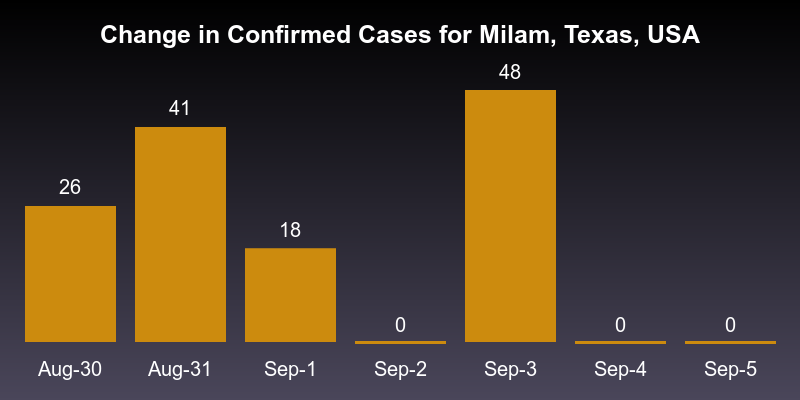 Change in Confirmed Cases for Milam, Texas, USA
26
41
18
0
48
0
0
Aug-30
Aug-31
Sep-1
Sep-2
Sep-3
Sep-4
Sep-5